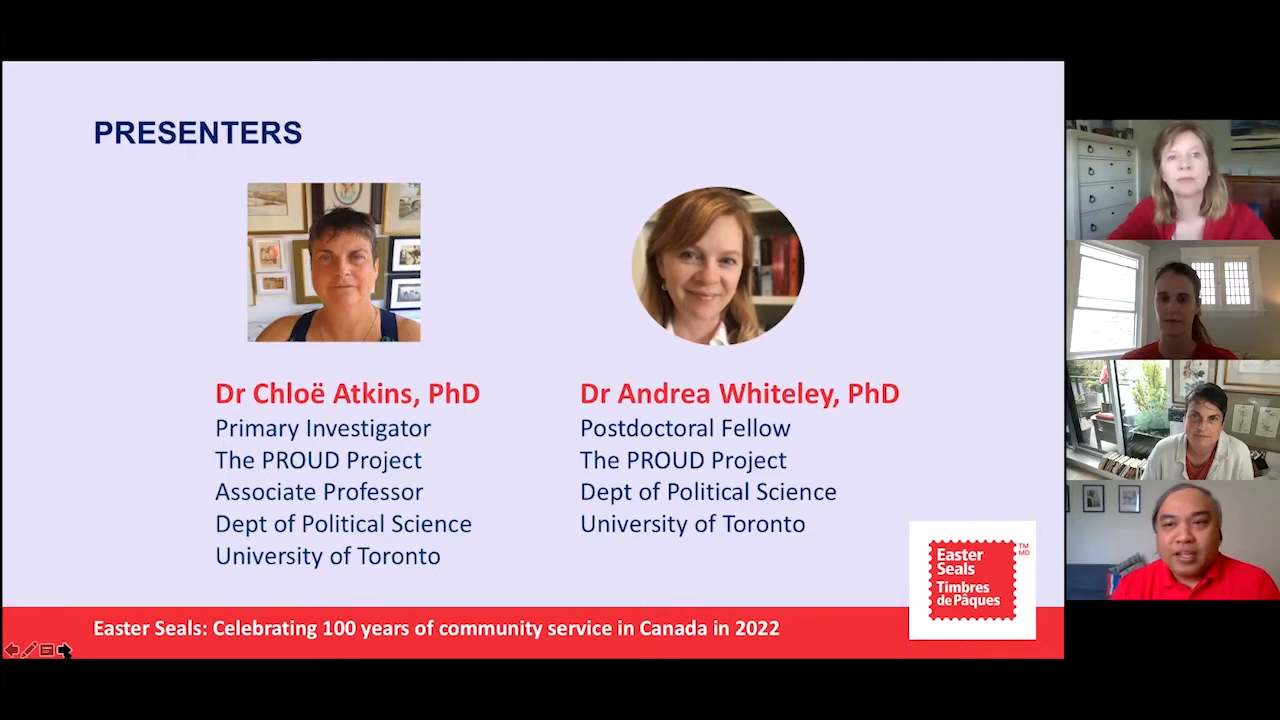 PRESENTERS
Dr Chloë Atkins, PhD
Primary Investigator
The PROUD Project
Associate Professor
Dept of Political Science
University of Toronto
Dr Andrea Whiteley, PhD
Postdoctoral Fellow
The PROUD Project
Dept of Political Science
University of Toronto
Easter
Seals
Timbres
de Pâques
TM
MD
Easter Seals: Celebrating 100 years of community service in Canada in 2022